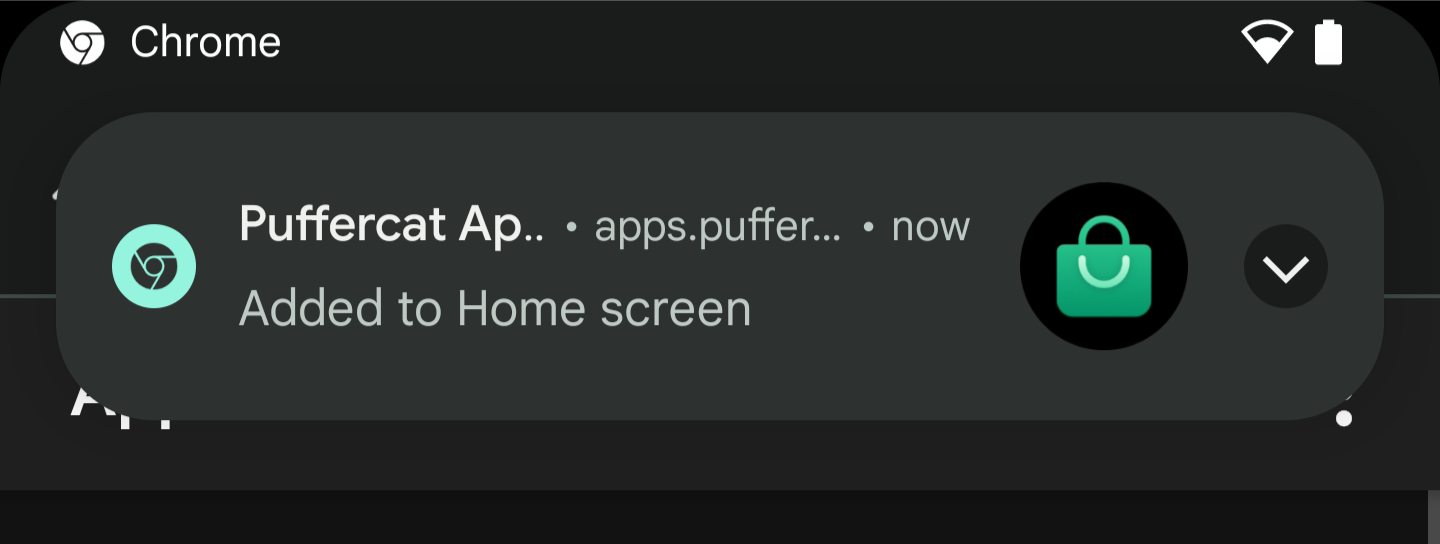 Chrome
Puffercat Ap.. • apps.puffer... • now
Added to Home screen